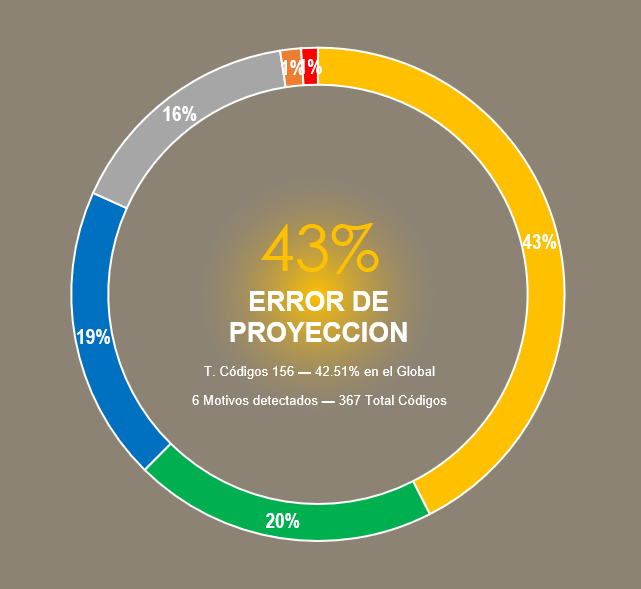 1%
1%
16%
43%
43%
ERROR DE
PROYECCION
19%
T. Códigos 156 — 42.51% en el Global
6 Motivos detectados — 367 Total Códigos
20%